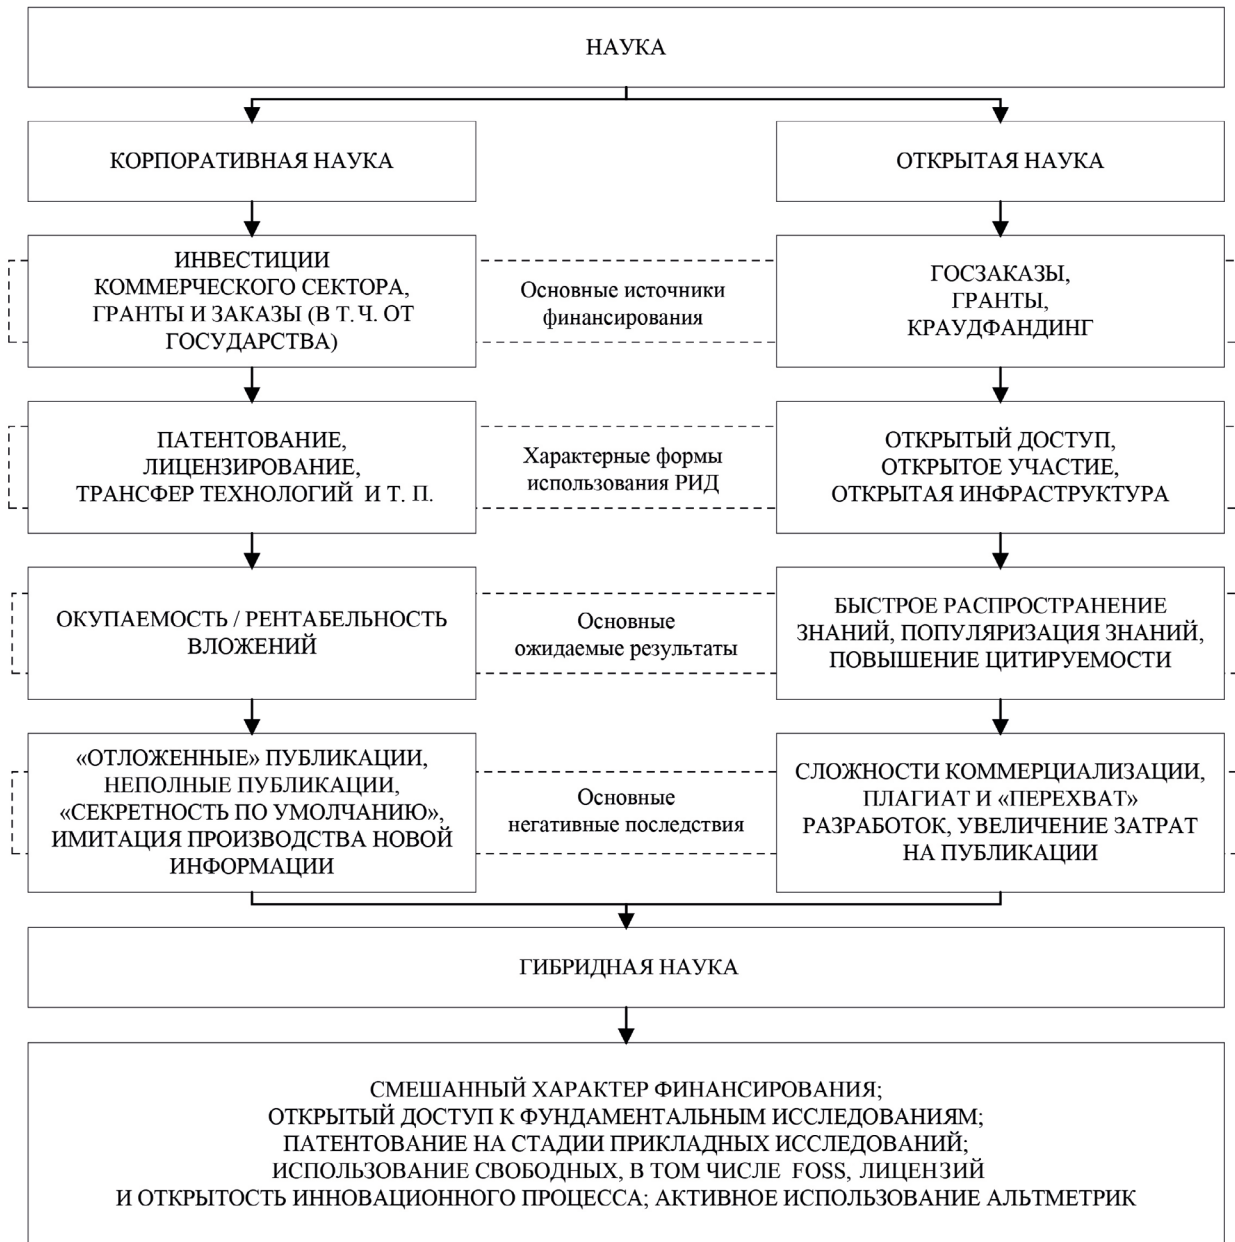 НАУКА
КОРПОРАТИВНАЯ НАУКА
ОТКРЫТАЯ НАУКА
ИНВЕСТИЦИИ
КОММЕРЧЕСКОГО СЕКТОРА,
ГРАНТЫ И ЗАКАЗЫ (В Т. Ч. ОТ
ГОСУДАРСТВА)
Основные источники
финансирования
ГОСЗАКАЗЫ,
ГРАНТЫ,
КРАУДФАНДИНГ
ПАТЕНТОВАНИЕ,
ЛИЦЕНЗИРОВАНИЕ,
ТРАНСФЕР ТЕХНОЛОГИЙ И Т. П.
Характерные формы
использования РИД
ОТКРЫТЫЙ ДОСТУП,
ОТКРЫТОЕ УЧАСТИЕ,
ОТКРЫТАЯ ИНФРАСТРУКТУРА
ОКУПАЕМОСТЬ / РЕНТАБЕЛЬНОСТЬ
ВЛОЖЕНИЙ
Основные
ожидаемые результаты
БЫСТРОЕ РАСПРОСТРАНЕНИЕ
ЗНАНИЙ, ПОПУЛЯРИЗАЦИЯ ЗНАНИЙ,
ПОВЫШЕНИЕ ЦИТИРУЕМОСТИ
«ОТЛОЖЕННЫЕ» ПУБЛИКАЦИИ,
НЕПОЛНЫЕ ПУБЛИКАЦИИ,
«СЕКРЕТНОСТЬ ПО УМОЛЧАНИЮ»,
ИМИТАЦИЯ ПРОИЗВОДСТВА НОВОЙ
ИНФОРМАЦИИ
Основные
негативные последствия
СЛОЖНОСТИ КОММЕРЦИАЛИЗАЦИИ,
ПЛАГИАТ И «ПЕРЕХВАТ»
РАЗРАБОТОК, УВЕЛИЧЕНИЕ ЗАТРАТ
НА ПУБЛИКАЦИИ
ГИБРИДНАЯ НАУКА
СМЕШАННЫЙ ХАРАКТЕР ФИНАНСИРОВАНИЯ;
ОТКРЫТЫЙ ДОСТУП К ФУНДАМЕНТАЛЬНЫМ ИССЛЕДОВАНИЯМ;
ПАТЕНТОВАНИЕ НА СТАДИИ ПРИКЛАДНЫХ ИССЛЕДОВАНИЙ;
ИСПОЛЬЗОВАНИЕ СВОБОДНЫХ, В ТОМ ЧИСЛЕ FOSS, ЛИЦЕНЗИЙ
И ОТКРЫТОСТЬ ИННОВАЦИОННОГО ПРОЦЕССА; АКТИВНОЕ ИСПОЛЬЗОВАНИЕ АЛЬТМЕТРИК